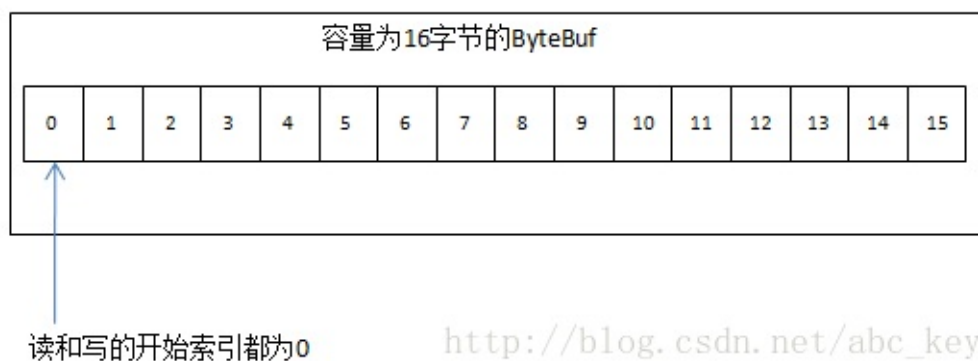 容量为16字节的ByteBuf
0 1 2 3 4 5 6 7 8 9 10 11 12 13 14 15
读和写的开始索引都为0
http://blog.csdn.net/abc_key